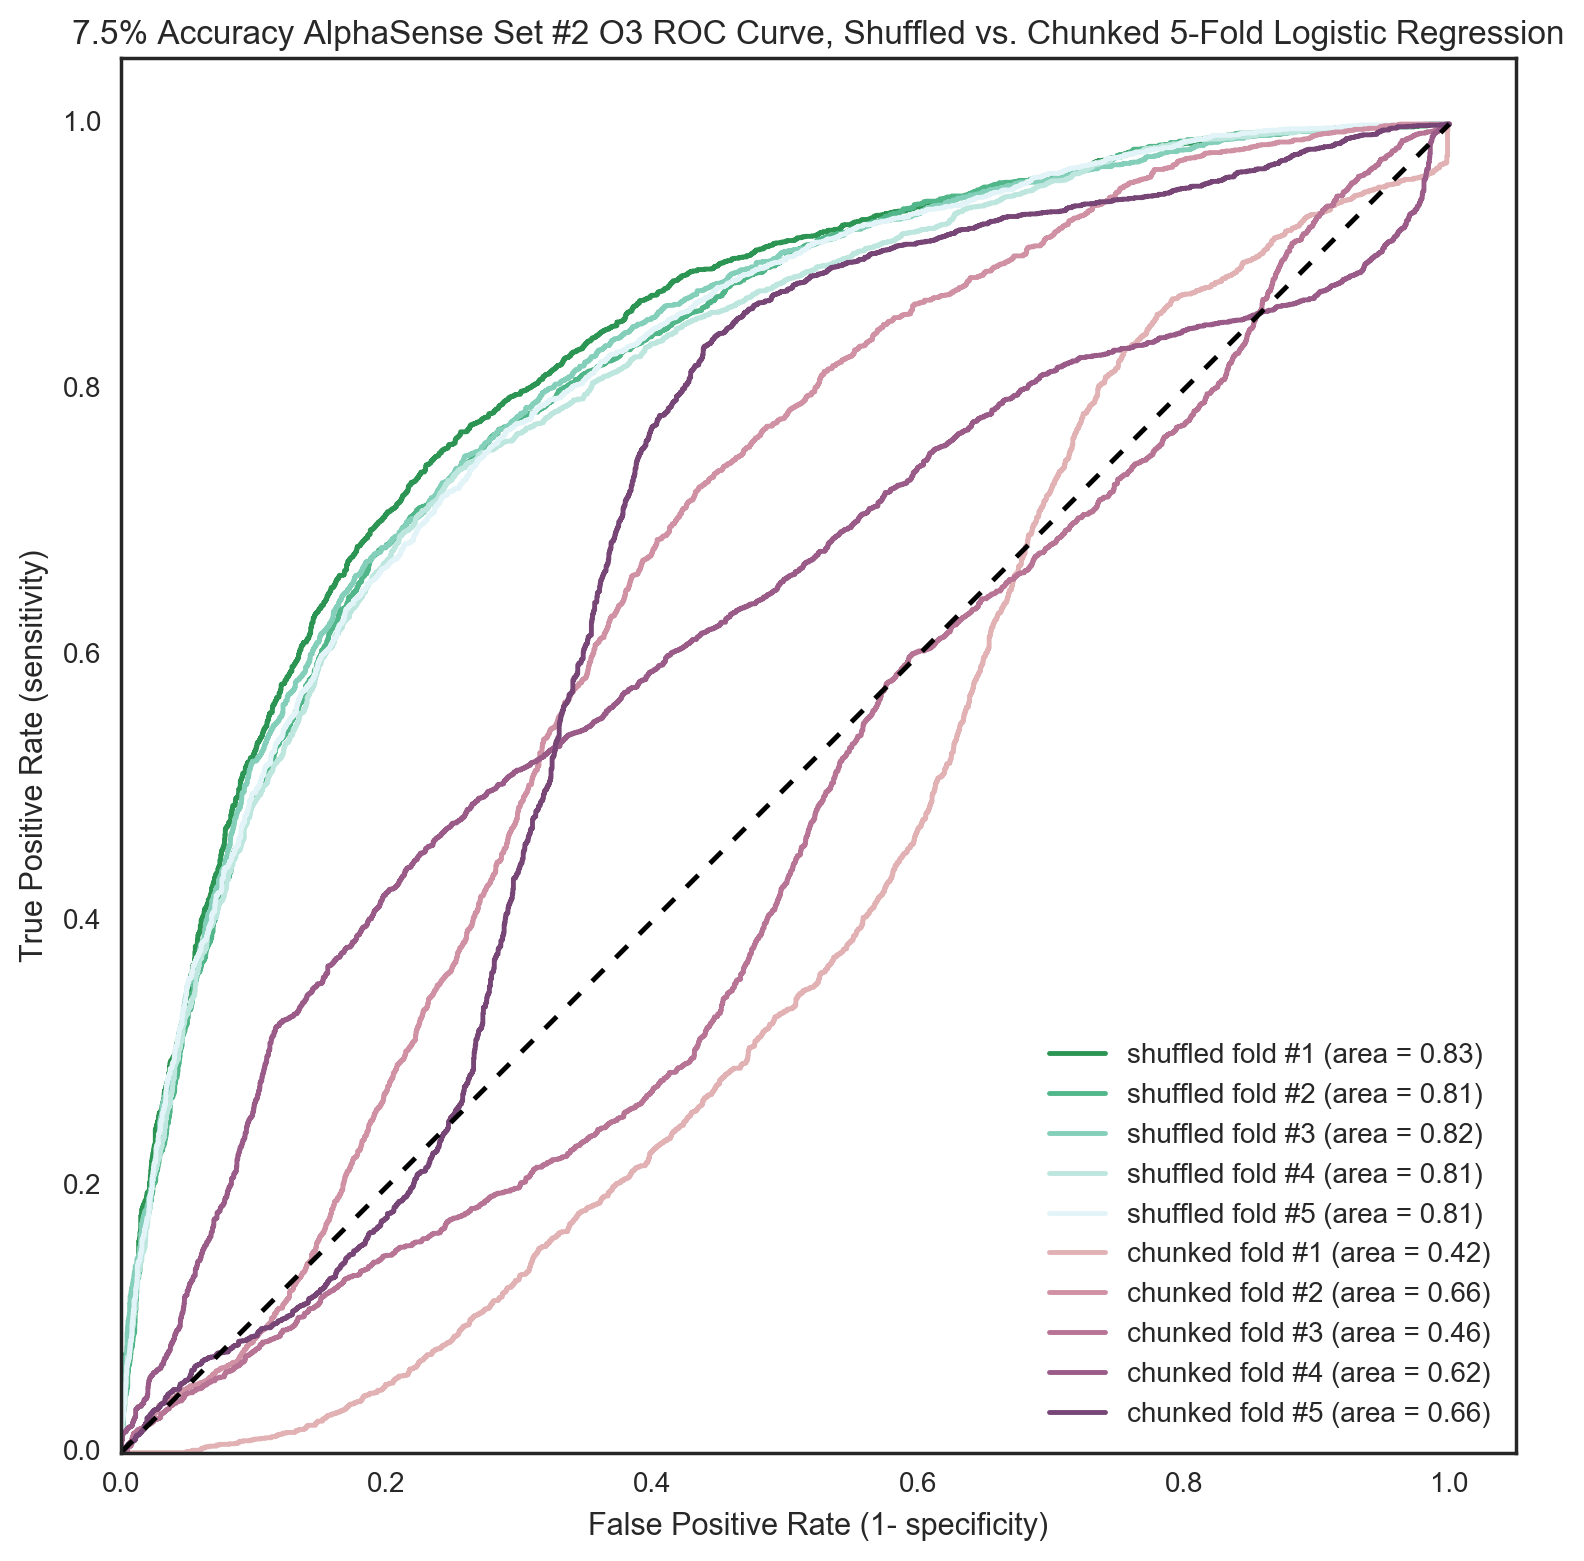 7.5% Accuracy AlphaSense Set #2 O3 ROC Curve, Shuffled vs. Chunked 5-Fold Logistic Regression
1.0
0.8
0.6
0.4
0.2
0.0
True Positive Rate (sensitivity)
shuffled fold #1 (area = 0.83)
shuffled fold #2 (area = 0.81)
shuffled fold #3 (area = 0.82)
shuffled fold #4 (area = 0.81)
shuffled fold #5 (area = 0.81)
chunked fold #1 (area = 0.42)
chunked fold #2 (area = 0.66)
chunked fold #3 (area = 0.46)
chunked fold #4 (area = 0.62)
chunked fold #5 (area = 0.66)
0.0 0.2 0.4 0.6 0.8 1.0
False Positive Rate (1- specificity)